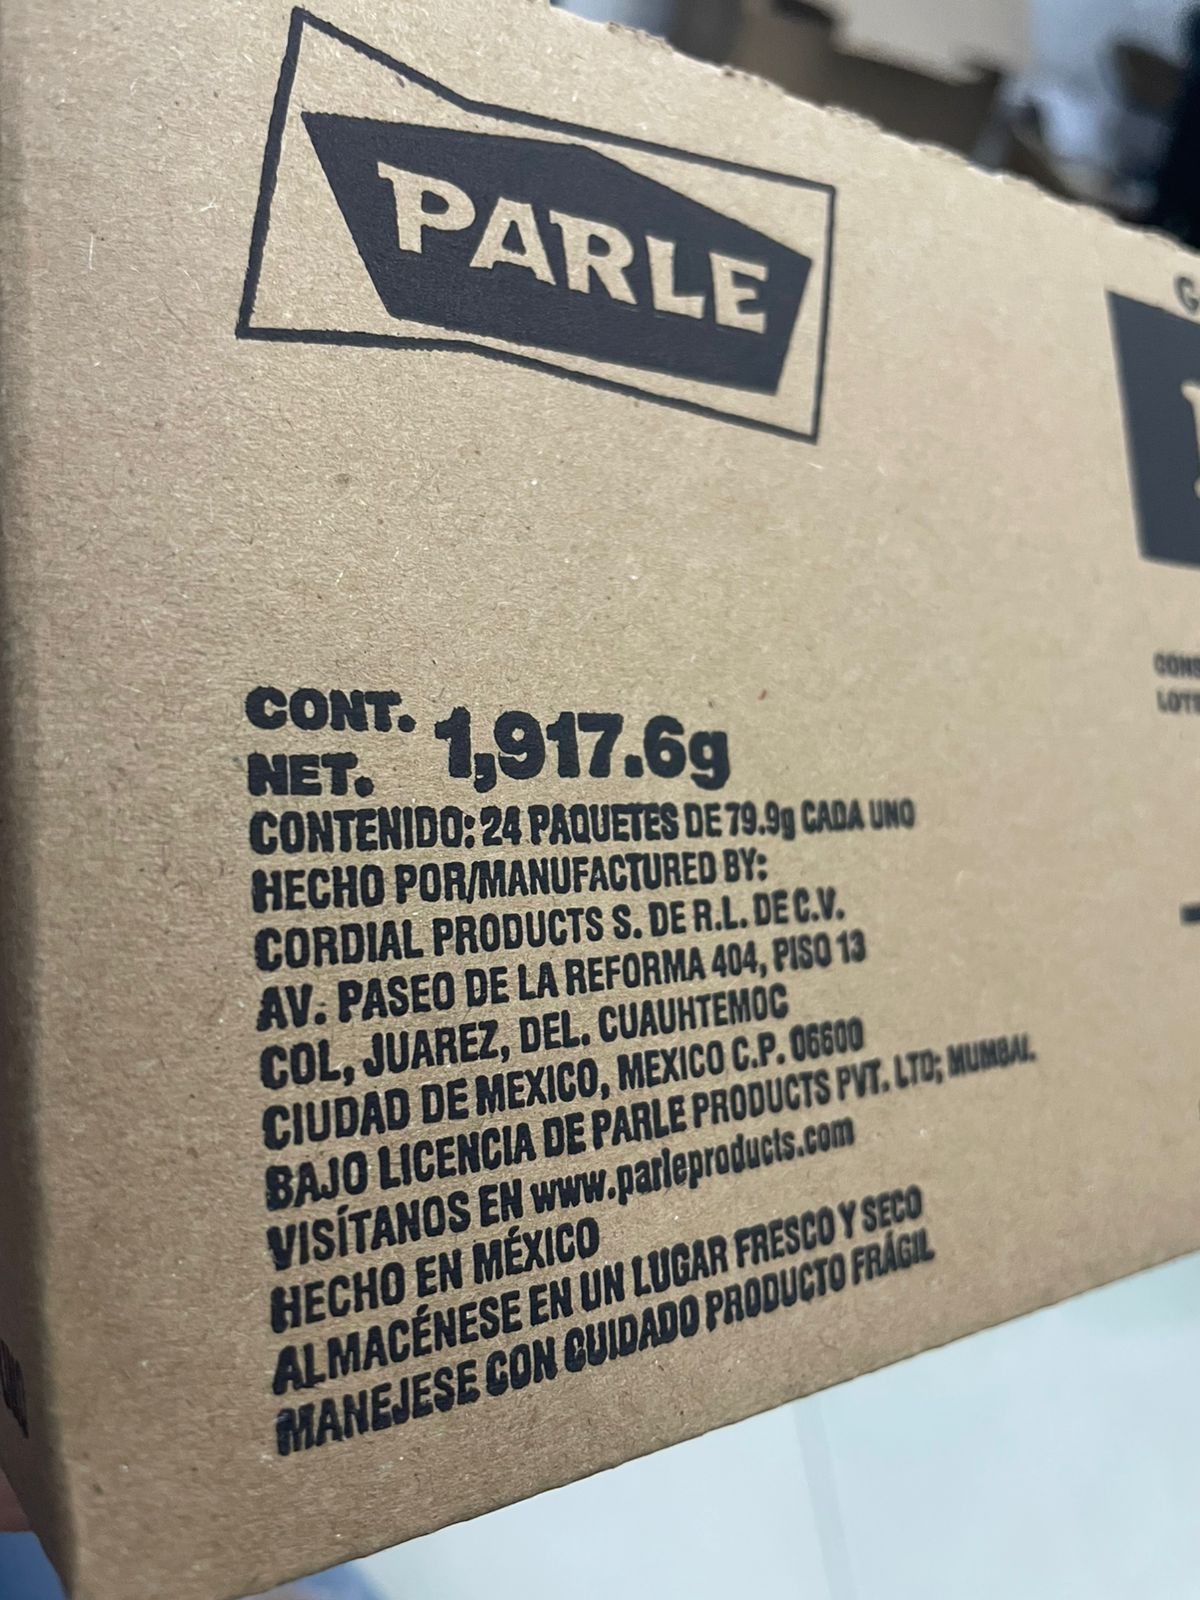 PARLE
CONT. NET. 1,917.6g
CONTENIDO: 24 PAQUETES DE 79.9g CADA UNO
HECHO POR/MANUFACTURED BY:
CORDIAL PRODUCTS S. DE R.L. DE C.V.
AV. PASEO DE LA REFORMA 404, PISO 13
COL, JUAREZ, DEL. CUAUHTEMOC
CIUDAD DE MEXICO, MEXICO C.P. 06600
BAJO LICENCIA DE PARLE PRODUCTS PVT. LTD; MUMBAI.
VISÍTANOS EN www.parleproducts.com
HECHO EN MÉXICO
ALMACÉNESE EN UN LUGAR FRESCO Y SECO
MANEJESE CON CUIDADO PRODUCTO FRÁGIL